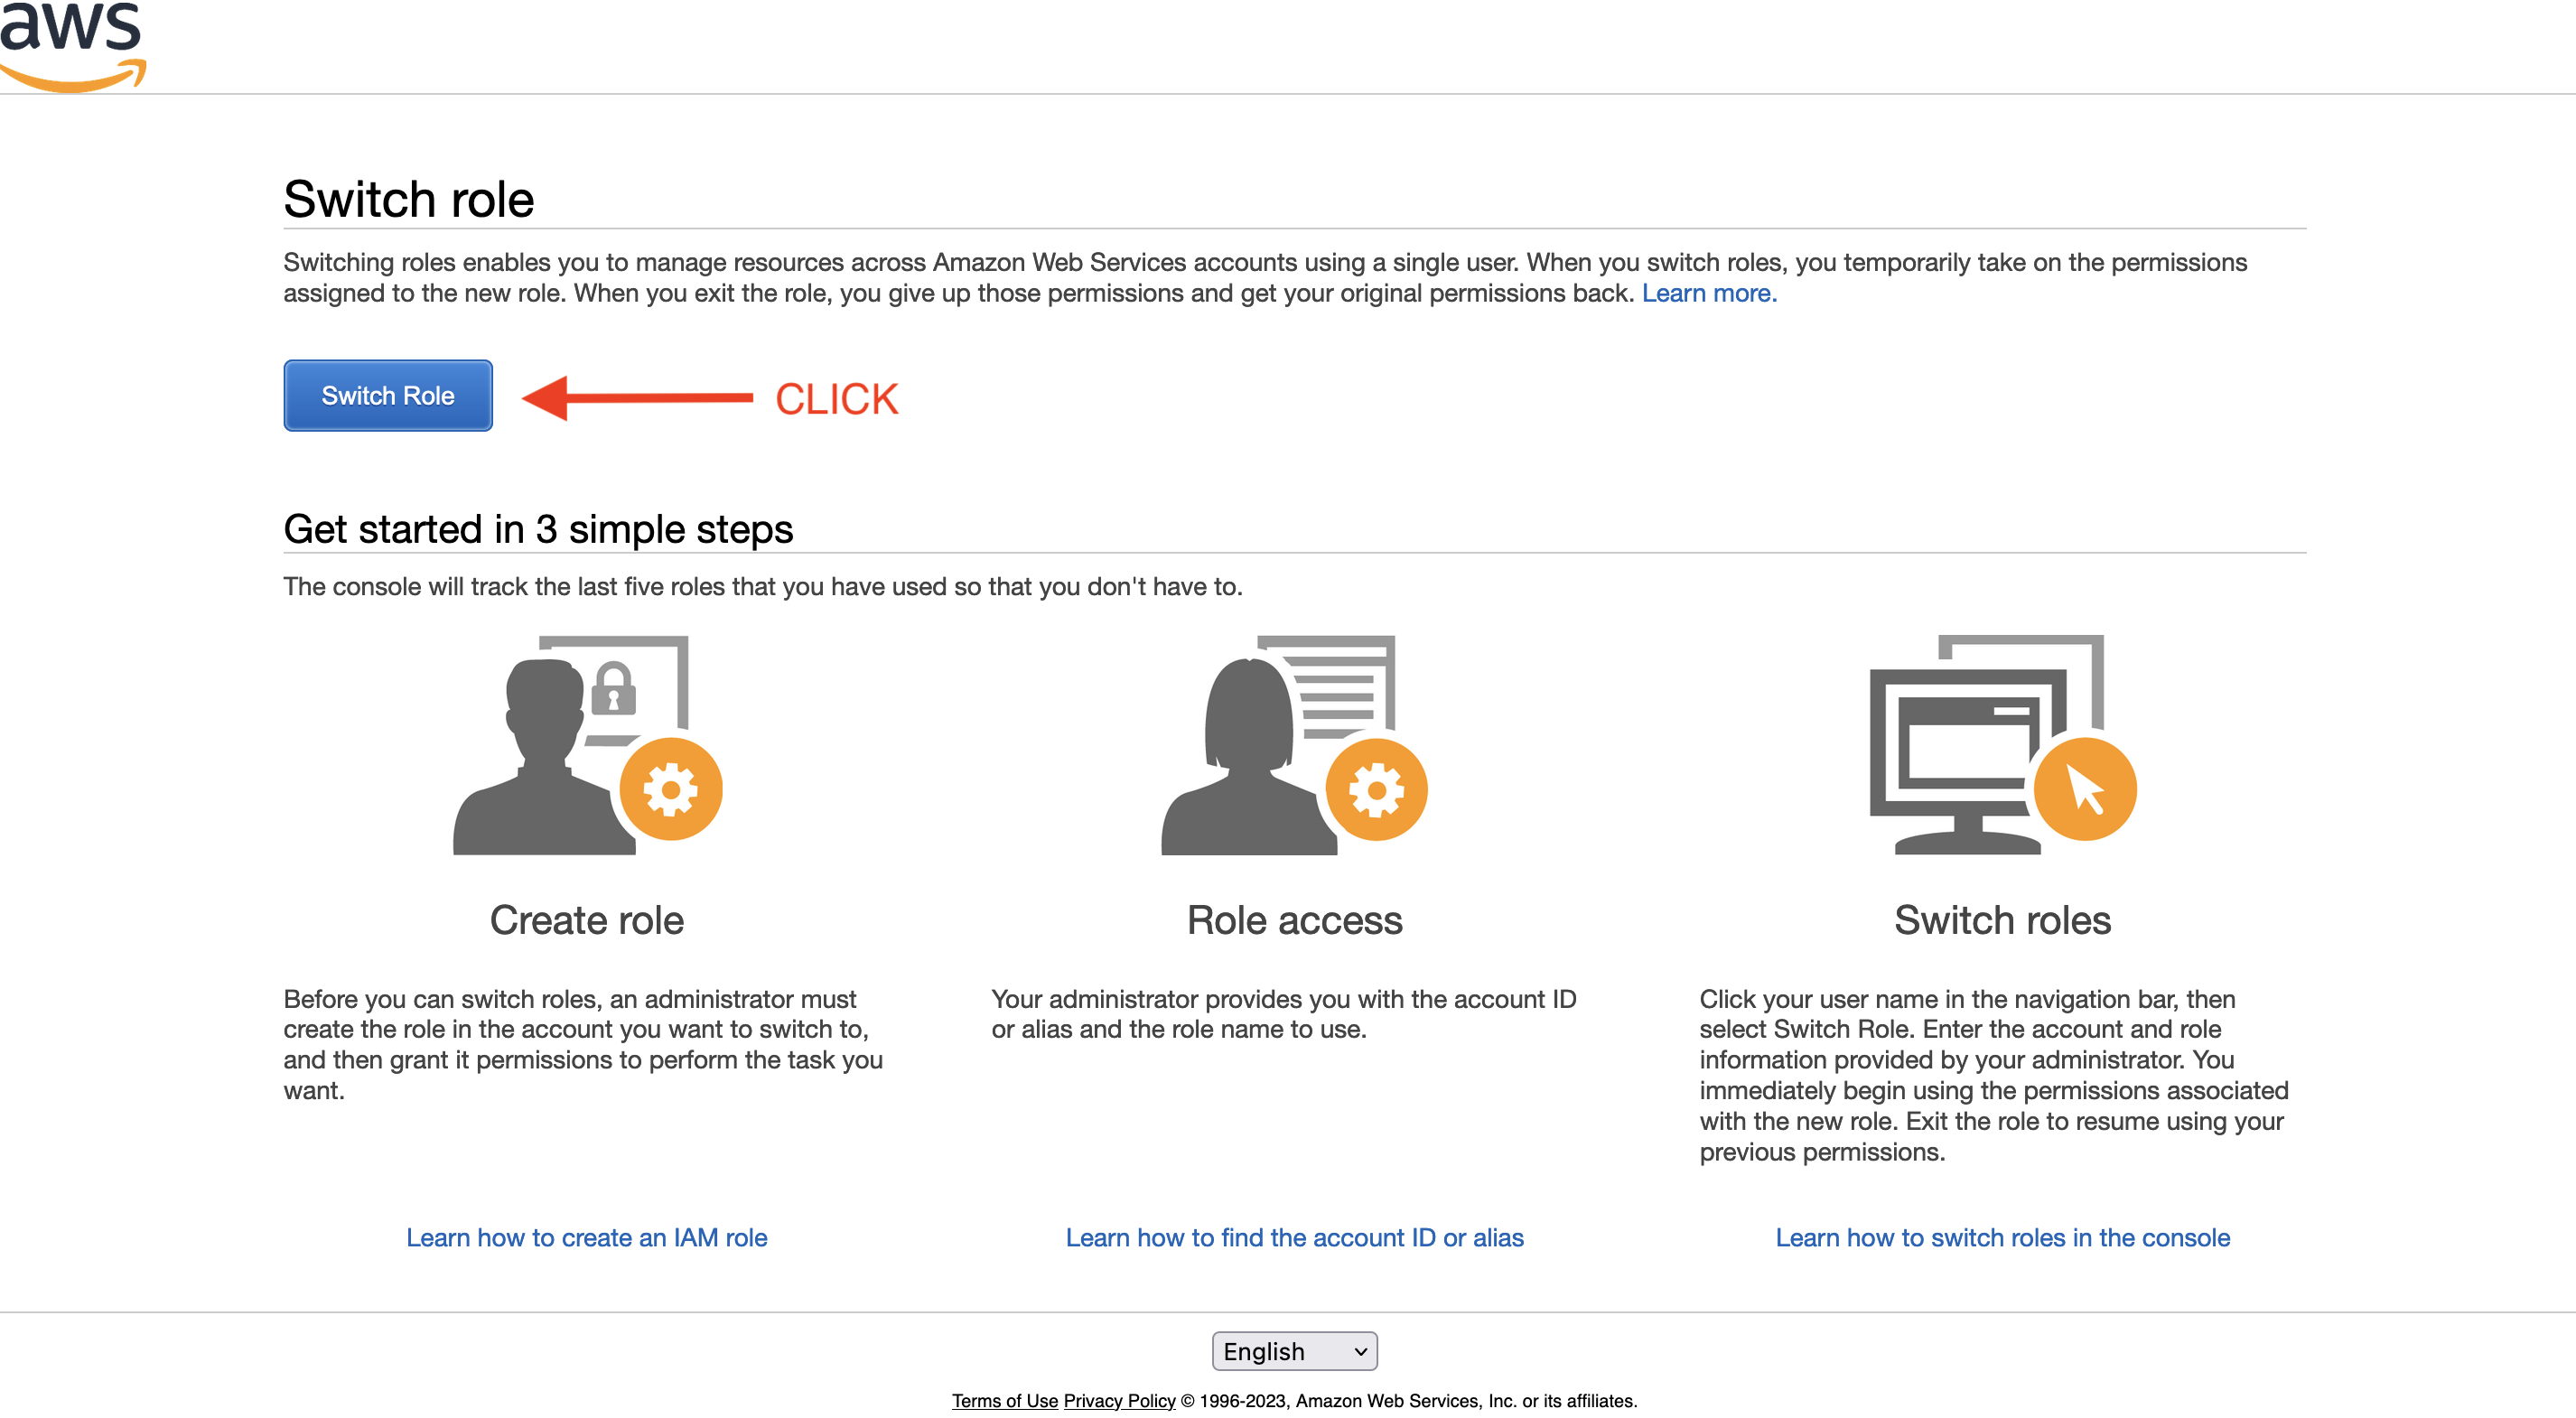 aws
Switch role
Switching roles enables you to manage resources across Amazon Web Services accounts using a single user. When you switch roles, you temporarily take on the permissions
assigned to the new role. When you exit the role, you give up those permissions and get your original permissions back. Learn more.
Switch Role
CLICK
Get started in 3 simple steps
The console will track the last five roles that you have used so that you don't have to.
Create role
Before you can switch roles, an administrator must
create the role in the account you want to switch to,
and then grant it permissions to perform the task you
want.
Learn how to create an IAM role
Role access
Your administrator provides you with the account ID
or alias and the role name to use.
Learn how to find the account ID or alias
Switch roles
Click your user name in the navigation bar, then
select Switch Role. Enter the account and role
information provided by your administrator. You
immediately begin using the permissions associated
with the new role. Exit the role to resume using your
previous permissions.
Learn how to switch roles in the console
English
Terms of Use Privacy Policy © 1996-2023, Amazon Web Services, Inc. or its affiliates.